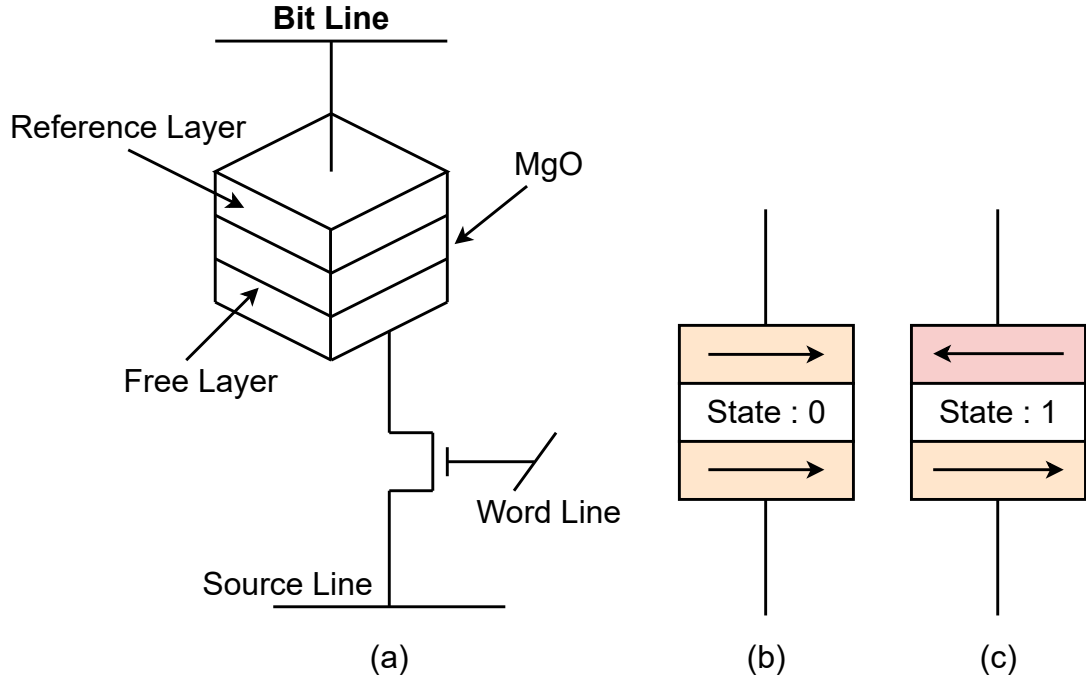 Bit Line
Reference Layer
MgO
Free Layer
State : 0
State : 1
Word Line
Source Line
(a)
(b)
(c)